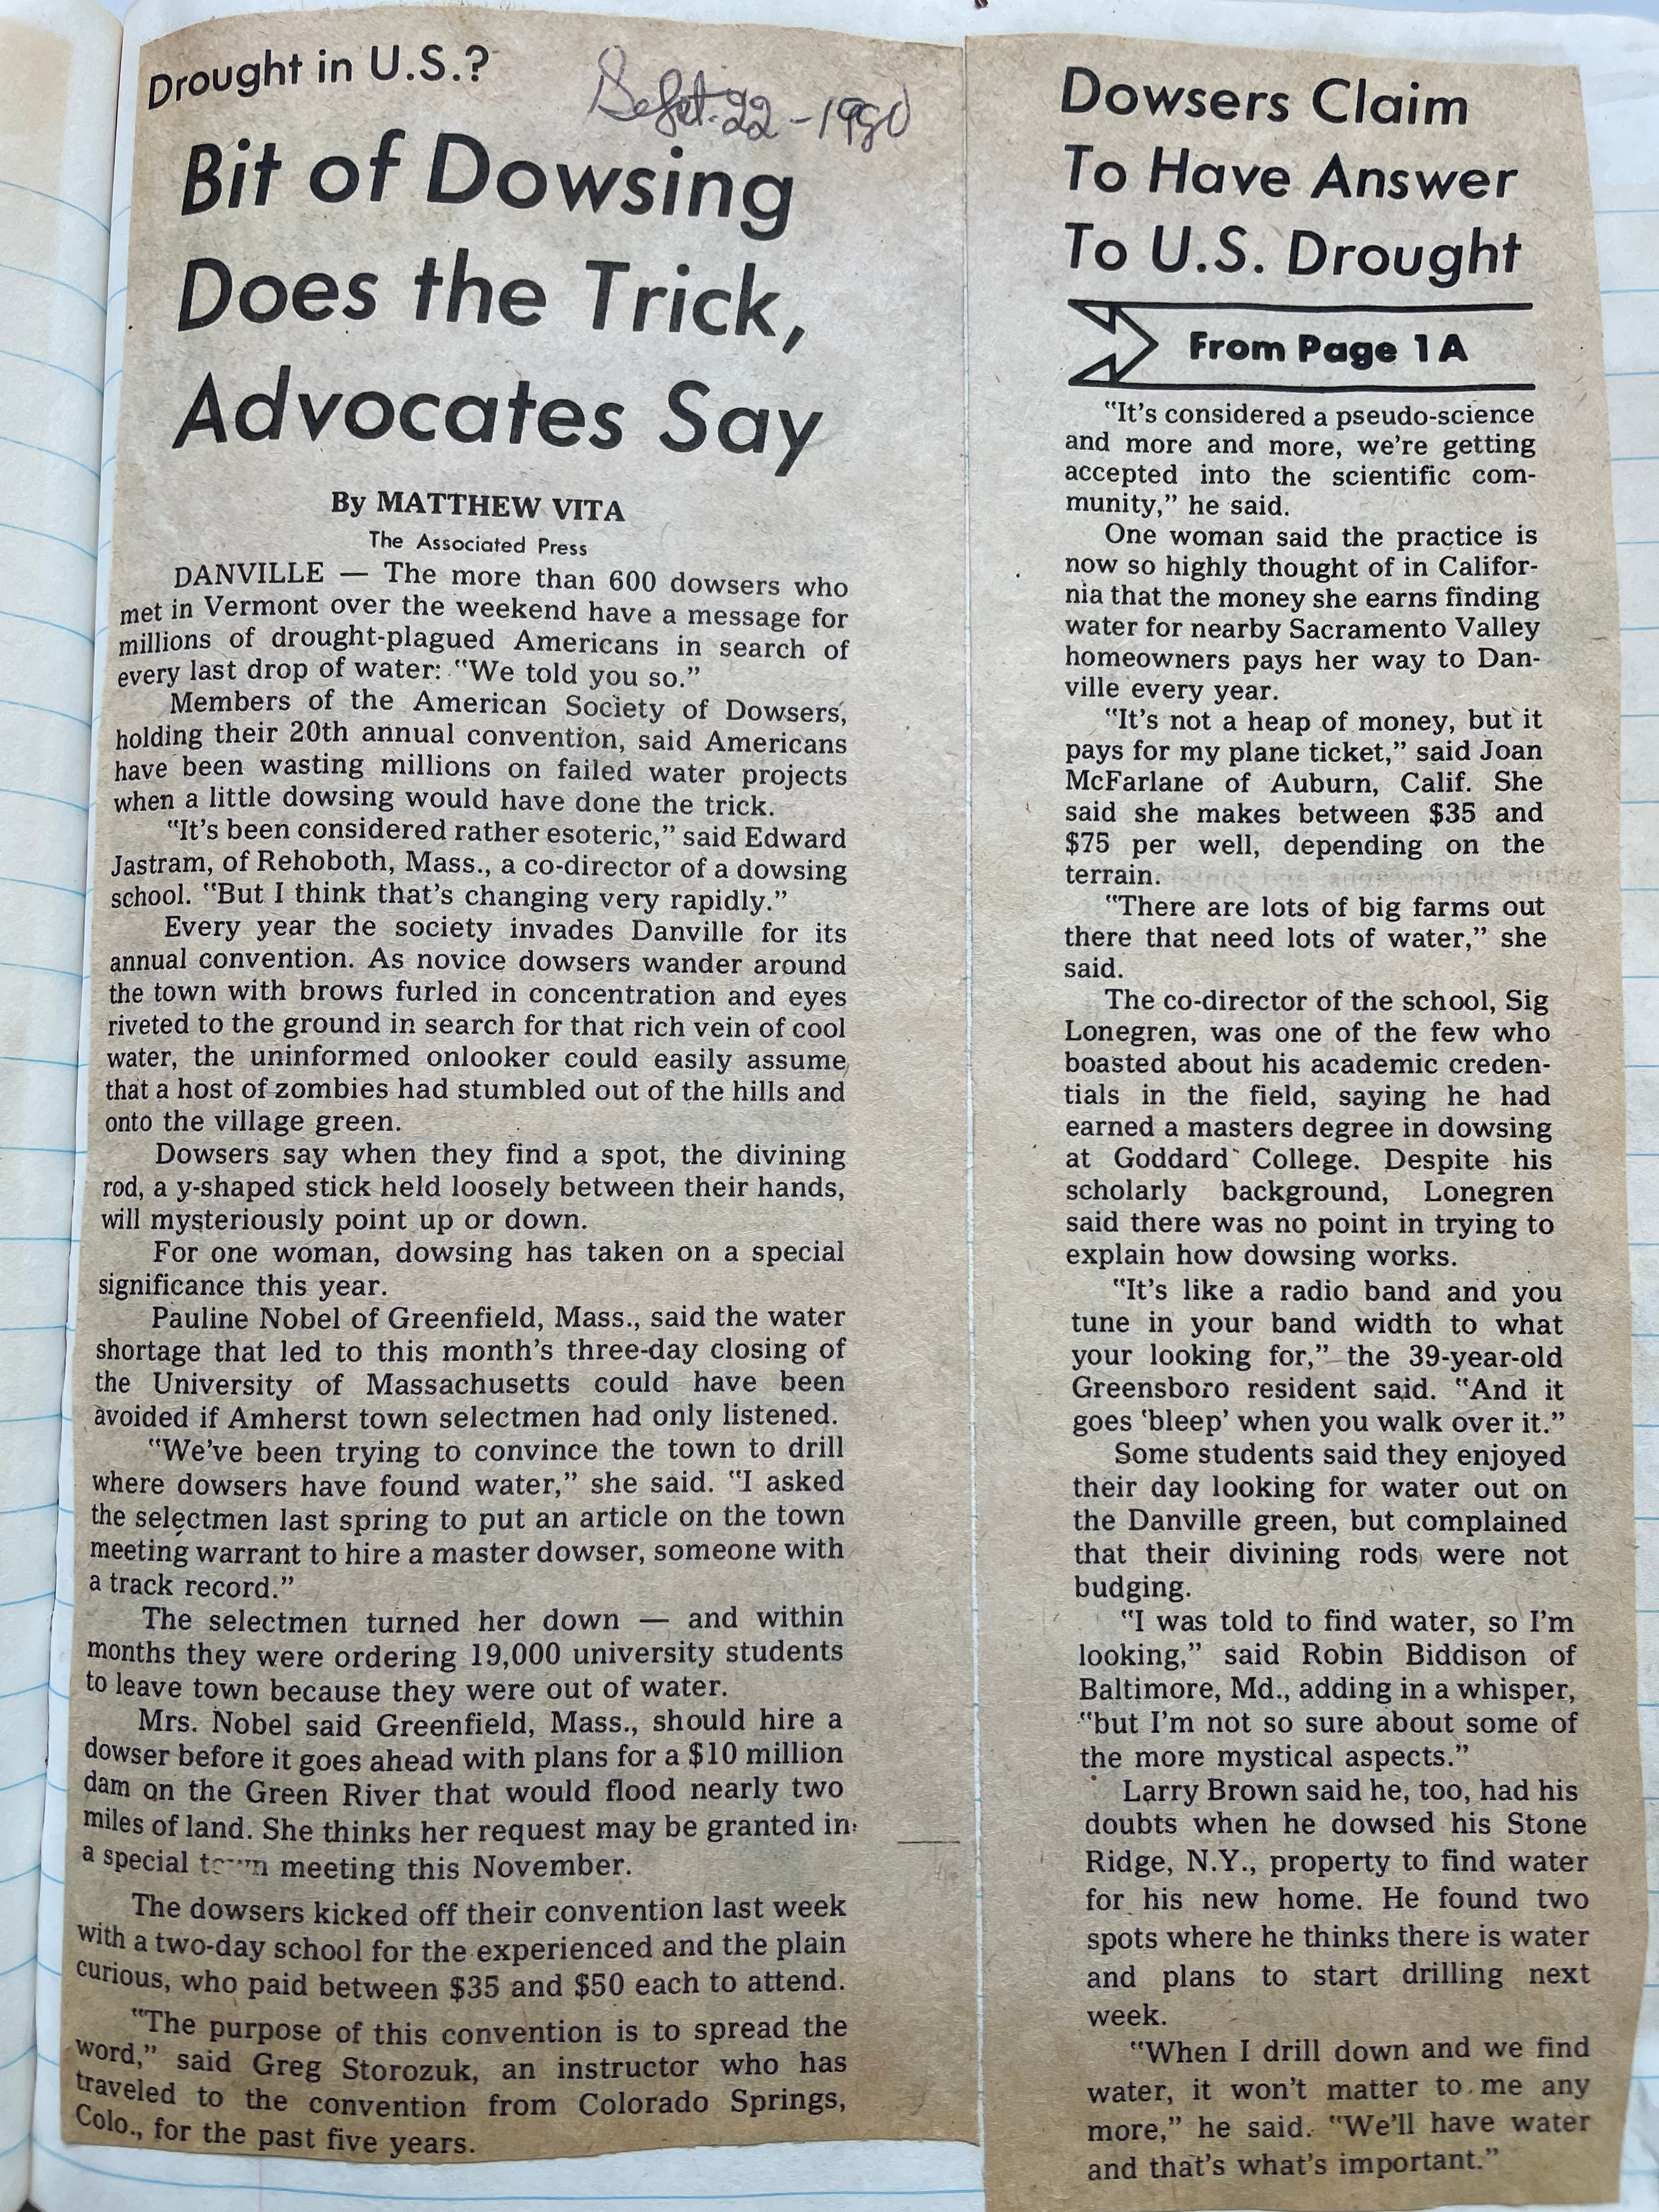 Drought in U.S.?
Sept. 22 - 1980
Bit of Dowsing
Does the Trick,
Advocates Say
By MATTHEW VITA
The Associated Press
DANVILLE — The more than 600 dowsers who
met in Vermont over the weekend have a message for
millions of drought-plagued Americans in search of
every last drop of water: "We told you so."
Members of the American Society of Dowsers,
holding their 20th annual convention, said Americans
have been wasting millions on failed water projects
when a little dowsing would have done the trick.
"It's been considered rather esoteric," said Edward
Jastram, of Rehoboth, Mass., a co-director of a dowsing
school. "But I think that's changing very rapidly."
Every year the society invades Danville for its
annual convention. As novice dowsers wander around
the town with brows furled in concentration and eyes
riveted to the ground in search for that rich vein of cool
water, the uninformed onlooker could easily assume
that a host of zombies had stumbled out of the hills and
onto the village green.
Dowsers say when they find a spot, the divining
rod, a y-shaped stick held loosely between their hands,
will mysteriously point up or down.
For one woman, dowsing has taken on a special
significance this year.
Pauline Nobel of Greenfield, Mass., said the water
shortage that led to this month's three-day closing of
the University of Massachusetts could have been
avoided if Amherst town selectmen had only listened.
"We've been trying to convince the town to drill
where dowsers have found water," she said. "I asked
the selectmen last spring to put an article on the town
meeting warrant to hire a master dowser, someone with
a track record."
The selectmen turned her down — and within
months they were ordering 19,000 university students
to leave town because they were out of water.
Mrs. Nobel said Greenfield, Mass., should hire a
dowser before it goes ahead with plans for a $10 million
dam on the Green River that would flood nearly two
miles of land. She thinks her request may be granted in
a special town meeting this November.
The dowsers kicked off their convention last week
with a two-day school for the experienced and the plain
curious, who paid between $35 and $50 each to attend.
"The purpose of this convention is to spread the
word," said Greg Storozuk, an instructor who has
traveled to the convention from Colorado Springs,
Colo., for the past five years.
Dowsers Claim
To Have Answer
To U.S. Drought
From Page 1A
"It's considered a pseudo-science
and more and more, we're getting
accepted into the scientific com-
munity," he said.
One woman said the practice is
now so highly thought of in Califor-
nia that the money she earns finding
water for nearby Sacramento Valley
homeowners pays her way to Dan-
ville every year.
"It's not a heap of money, but it
pays for my plane ticket," said Joan
McFarlane of Auburn, Calif. She
said she makes between $35 and
$75 per well, depending on the
terrain.
"There are lots of big farms out
there that need lots of water," she
said.
The co-director of the school, Sig
Lonegren, was one of the few who
boasted about his academic creden-
tials in the field, saying he had
earned a masters degree in dowsing
at Goddard College. Despite his
scholarly background, Lonegren
said there was no point in trying to
explain how dowsing works.
"It's like a radio band and you
tune in your band width to what
your looking for," the 39-year-old
Greensboro resident said. "And it
goes 'bleep' when you walk over it."
Some students said they enjoyed
their day looking for water out on
the Danville green, but complained
that their divining rods were not
budging.
"I was told to find water, so I'm
looking," said Robin Biddison of
Baltimore, Md., adding in a whisper,
"but I'm not so sure about some of
the more mystical aspects."
Larry Brown said he, too, had his
doubts when he dowsed his Stone
Ridge, N.Y., property to find water
for his new home. He found two
spots where he thinks there is water
and plans to start drilling next
week.
"When I drill down and we find
water, it won't matter to me any
more," he said. "We'll have water
and that's what's important."